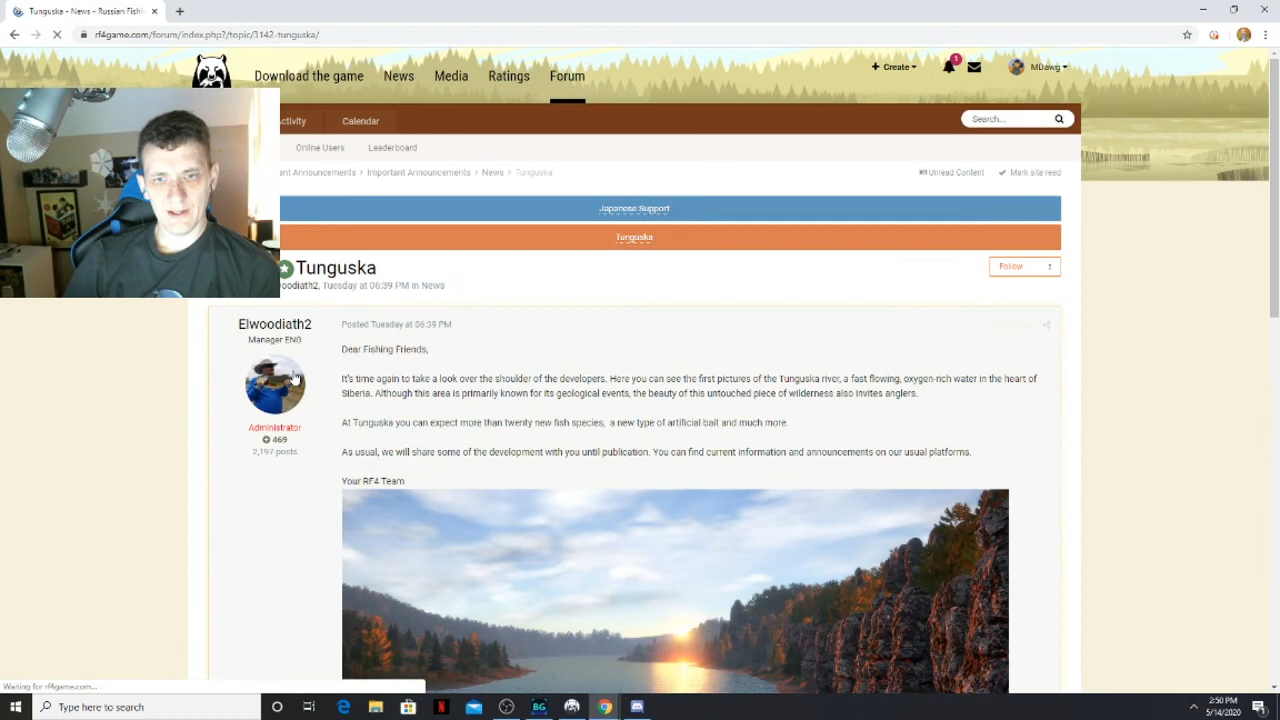 Tunguska - News - Russian Fishi
rf4game.com/forum/index.php?/topic/3142-tunguska/
Download the game
News
Media
Ratings
Forum
Create
1
MDawg
ctivity
Calendar
Search...
Online Users
Leaderboard
ant Announcements > Important Announcements > News > Tunguska
Unread Content
Mark site read
Japanese Support
Tunguska
Tunguska
Follow 1
oodiath2, Tuesday at 06:39 PM in News
Elwoodiath2
Manager ENG
Administrator
469
2,197 posts
Posted Tuesday at 06:39 PM
Dear Fishing Friends,
It's time again to take a look over the shoulder of the developers. Here you can see the first pictures of the Tunguska river, a fast flowing, oxygen-rich water in the heart of
Siberia. Although this area is primarily known for its geological events, the beauty of this untouched piece of wilderness also invites anglers.
At Tunguska you can expect more than twenty new fish species, a new type of artificial bait and much more.
As usual, we will share some of the development with you until publication. You can find current information and announcements on our usual platforms.
Your RF4 Team
Waiting for rf4game.com...
Type here to search
BG
2:50 PM
5/14/2020